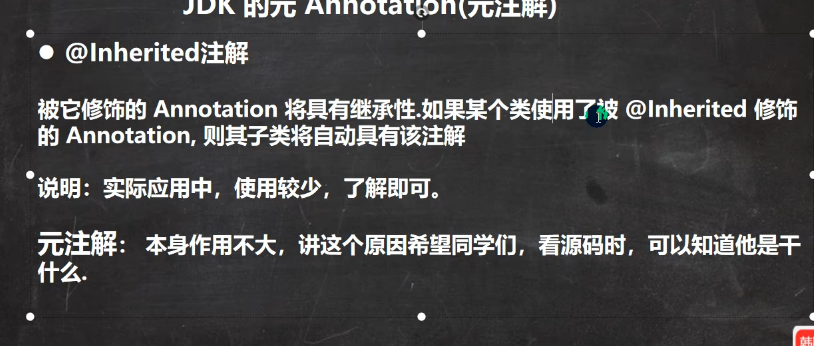 JDK 的元 Annotation(元注解)
● @Inherited注解
被它修饰的 Annotation 将具有继承性.如果某个类使用了被 @Inherited 修饰
的 Annotation, 则其子类将自动具有该注解
说明：实际应用中，使用较少，了解即可。
元注解： 本身作用不大，讲这个原因希望同学们，看源码时，可以知道他是干
什么.
韩